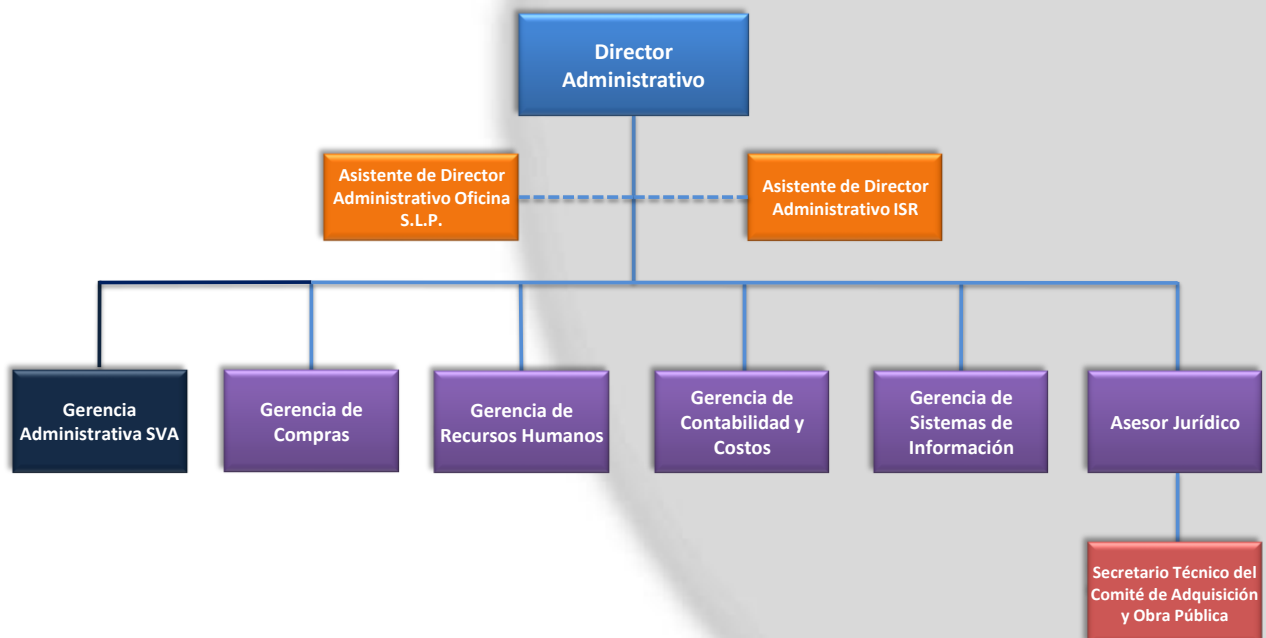 Director
Administrativo
Asistente de Director
Administrativo Oficina
S.L.P.
Asistente de Director
Administrativo ISR
Gerencia
Administrativa SVA
Gerencia de
Compras
Gerencia de
Recursos Humanos
Gerencia de
Contabilidad y
Costos
Gerencia de
Sistemas de
Información
Asesor Jurídico
Secretario Técnico del
Comité de Adquisición
y Obra Pública